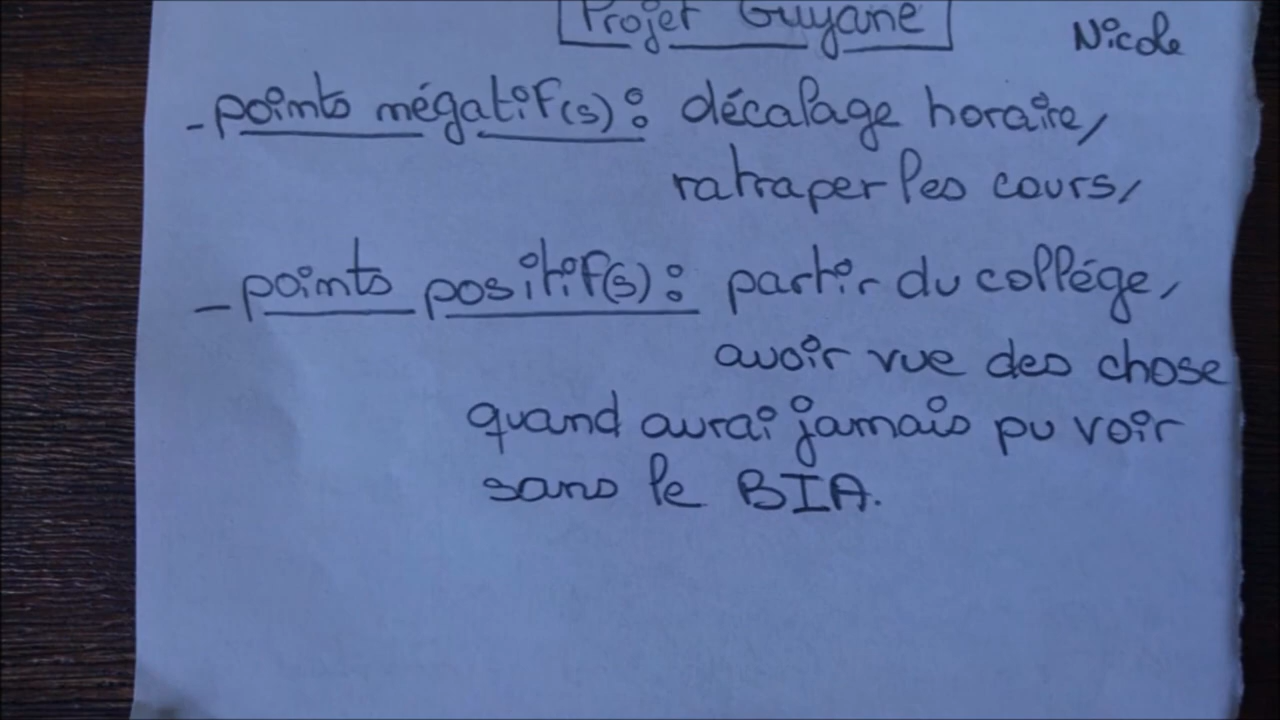 Projet Guyane
Nicole
- points négatif(s) : décalage horaire,
ratraper les cours,
- points positif(s) : partir du collége,
avoir vue des chose
quand aurai jamais pu voir
sans le BIA.